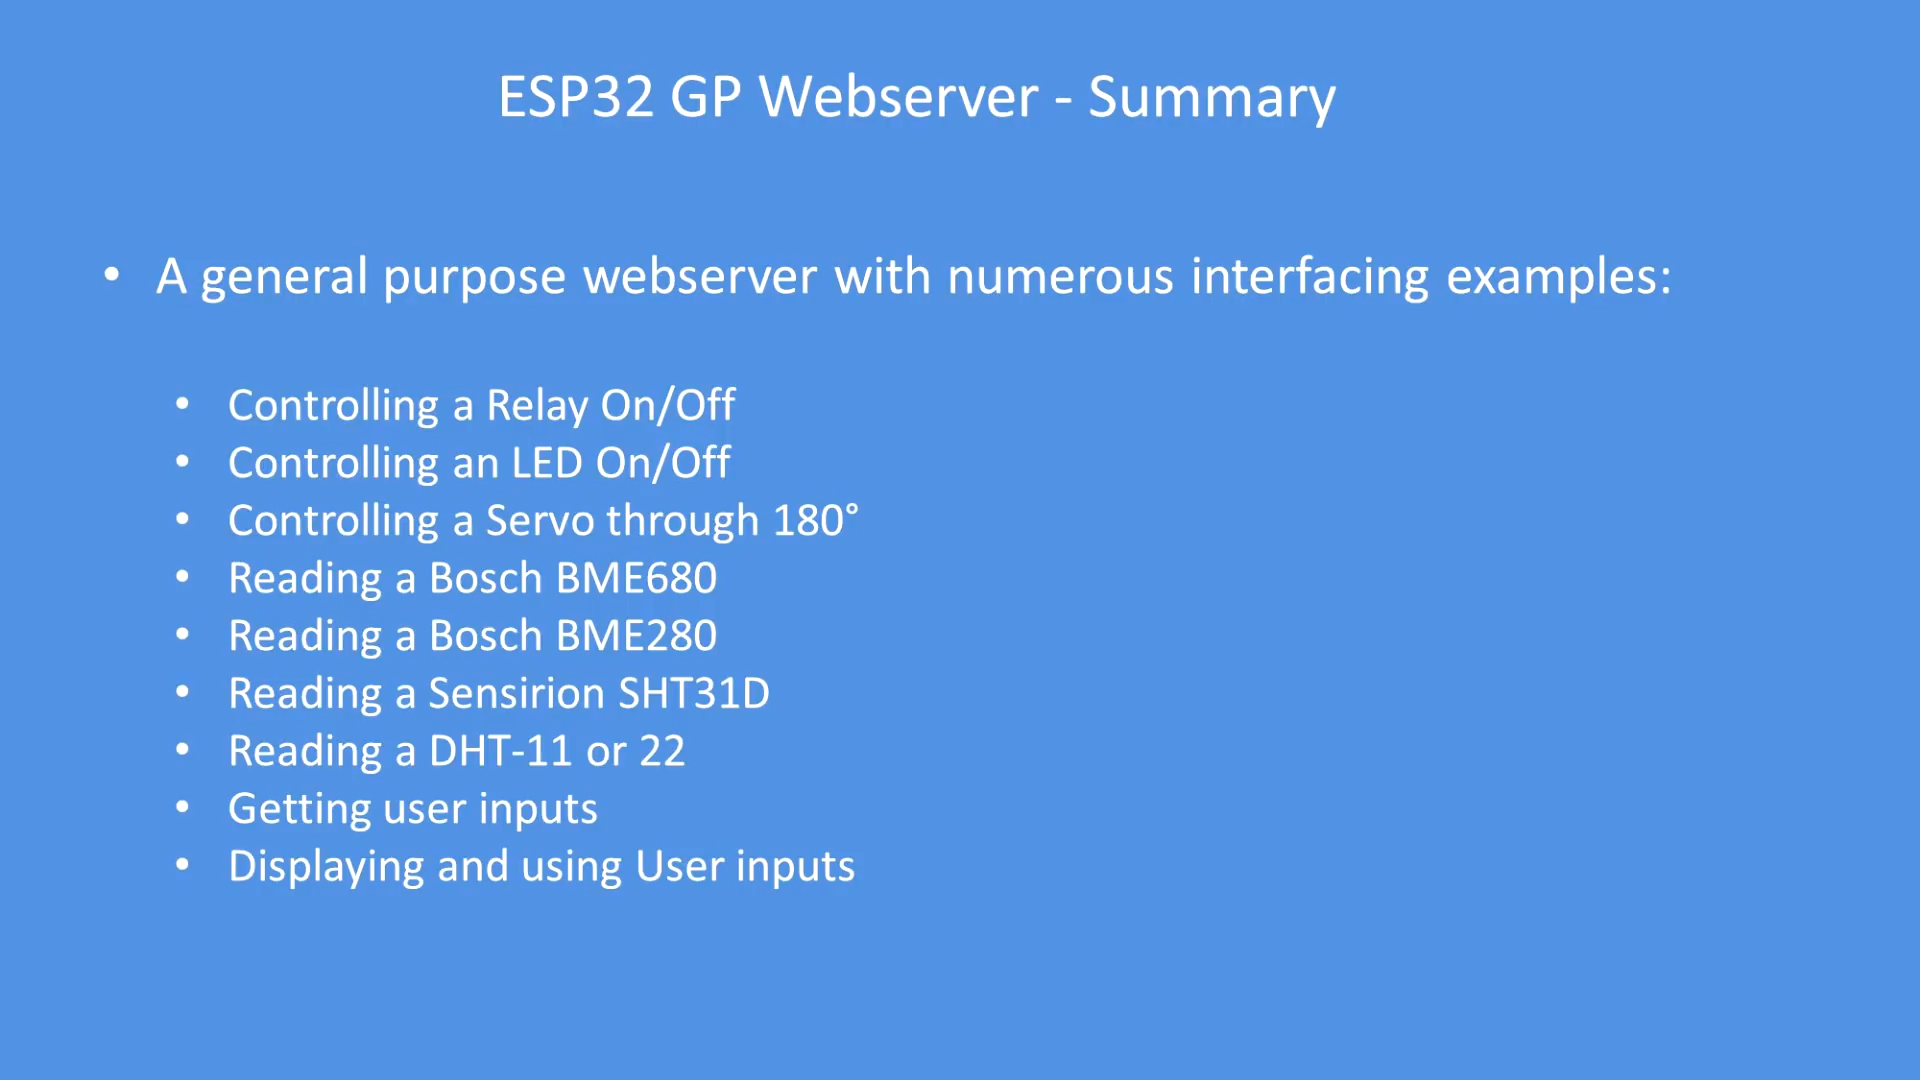 ESP32 GP Webserver - Summary
• A general purpose webserver with numerous interfacing examples:
• Controlling a Relay On/Off
• Controlling an LED On/Off
• Controlling a Servo through 180°
• Reading a Bosch BME680
• Reading a Bosch BME280
• Reading a Sensirion SHT31D
• Reading a DHT-11 or 22
• Getting user inputs
• Displaying and using User inputs